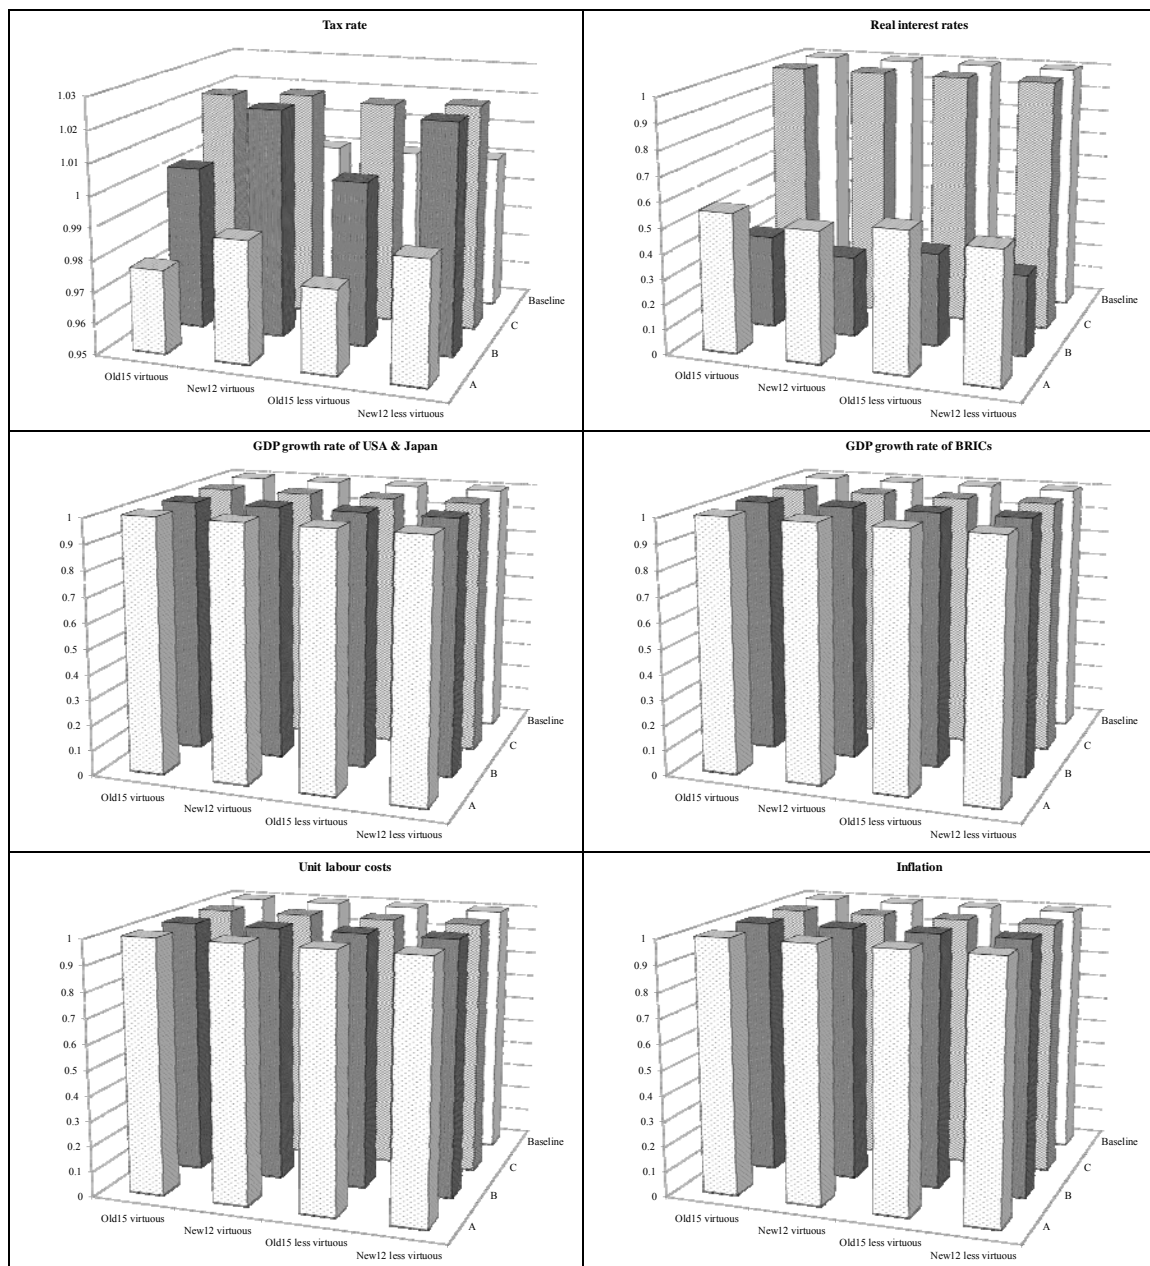 Tax rate
1.03
1.02
1.01
1
0.99
0.98
0.97
0.96
0.95
Old15 virtuous
New12 virtuous
Old15 less virtuous
New12 less virtuous
A
B
C
Baseline
Real interest rates
1
0.9
0.8
0.7
0.6
0.5
0.4
0.3
0.2
0.1
0
Old15 virtuous
New12 virtuous
Old15 less virtuous
New12 less virtuous
A
B
C
Baseline
GDP growth rate of USA & Japan
1
0.9
0.8
0.7
0.6
0.5
0.4
0.3
0.2
0.1
0
Old15 virtuous
New12 virtuous
Old15 less virtuous
New12 less virtuous
A
B
C
Baseline
GDP growth rate of BRICs
1
0.9
0.8
0.7
0.6
0.5
0.4
0.3
0.2
0.1
0
Old15 virtuous
New12 virtuous
Old15 less virtuous
New12 less virtuous
A
B
C
Baseline
Unit labour costs
1
0.9
0.8
0.7
0.6
0.5
0.4
0.3
0.2
0.1
0
Old15 virtuous
New12 virtuous
Old15 less virtuous
New12 less virtuous
A
B
C
Baseline
Inflation
1
0.9
0.8
0.7
0.6
0.5
0.4
0.3
0.2
0.1
0
Old15 virtuous
New12 virtuous
Old15 less virtuous
New12 less virtuous
A
B
C
Baseline